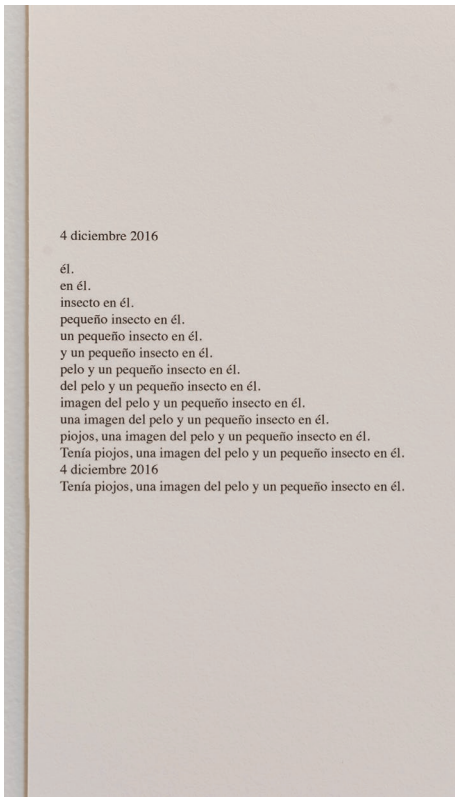 4 diciembre 2016
él.
en él.
insecto en él.
pequeño insecto en él.
un pequeño insecto en él.
y un pequeño insecto en él.
pelo y un pequeño insecto en él.
del pelo y un pequeño insecto en él.
imagen del pelo y un pequeño insecto en él.
una imagen del pelo y un pequeño insecto en él.
piojos, una imagen del pelo y un pequeño insecto en él.
Tenía piojos, una imagen del pelo y un pequeño insecto en él.
4 diciembre 2016
Tenía piojos, una imagen del pelo y un pequeño insecto en él.